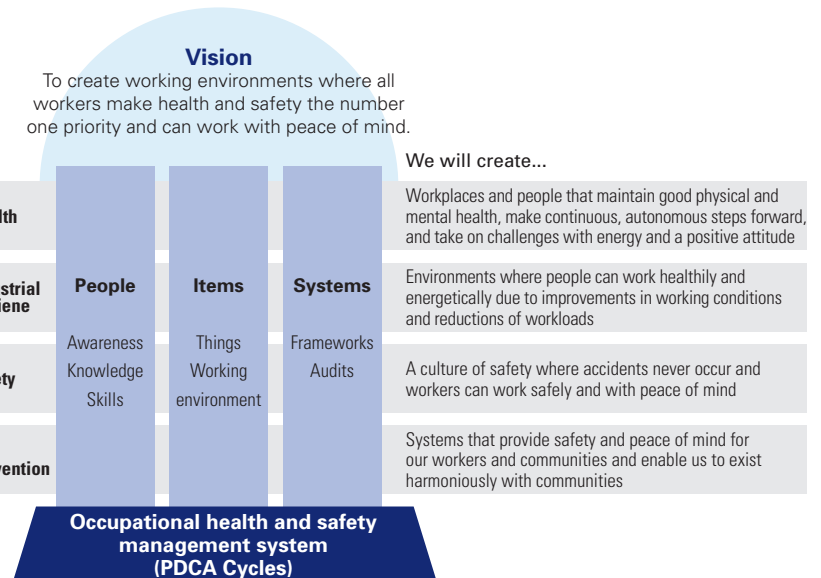 Vision
To create working environments where all
workers make health and safety the number
one priority and can work with peace of mind.
We will create...
lth
Workplaces and people that maintain good physical and
mental health, make continuous, autonomous steps forward,
and take on challenges with energy and a positive attitude
strial
iene
People
Items
Systems
Environments where people can work healthily and
energetically due to improvements in working conditions
and reductions of workloads
Awareness
Knowledge
Skills
Things
Working
environment
Frameworks
Audits
ety
A culture of safety where accidents never occur and
workers can work safely and with peace of mind
vention
Systems that provide safety and peace of mind for
our workers and communities and enable us to exist
harmoniously with communities
Occupational health and safety
management system
(PDCA Cycles)